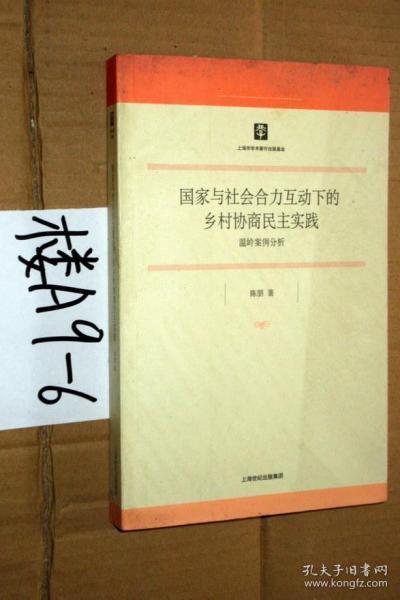 上海市学术著作出版基金
国家与社会合力互动下的
乡村协商民主实践
温岭案例分析
陈朋 著
上海世纪出版集团
楼A9-6
孔夫子旧书网
www.kongfz.com